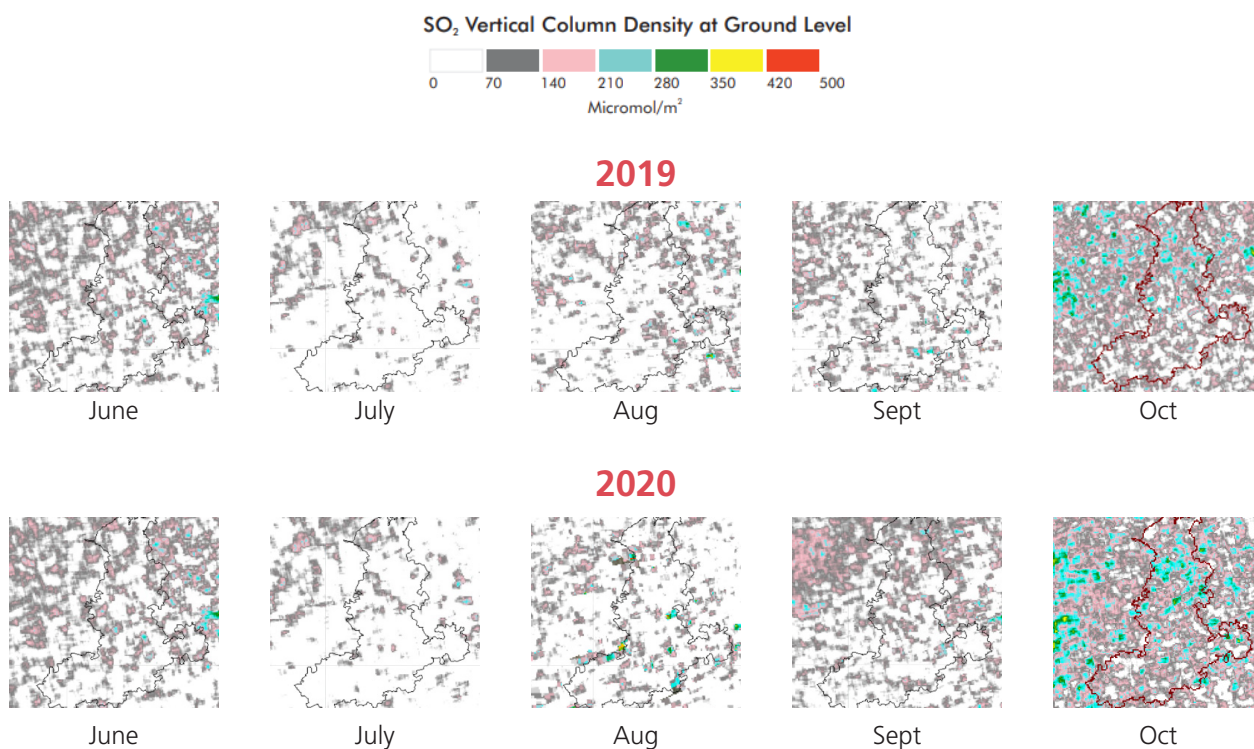 SO₂ Vertical Column Density at Ground Level
0 70 140 210 280 350 420 500
Micromol/m²
2019
June July Aug Sept Oct
2020
June July Aug Sept Oct